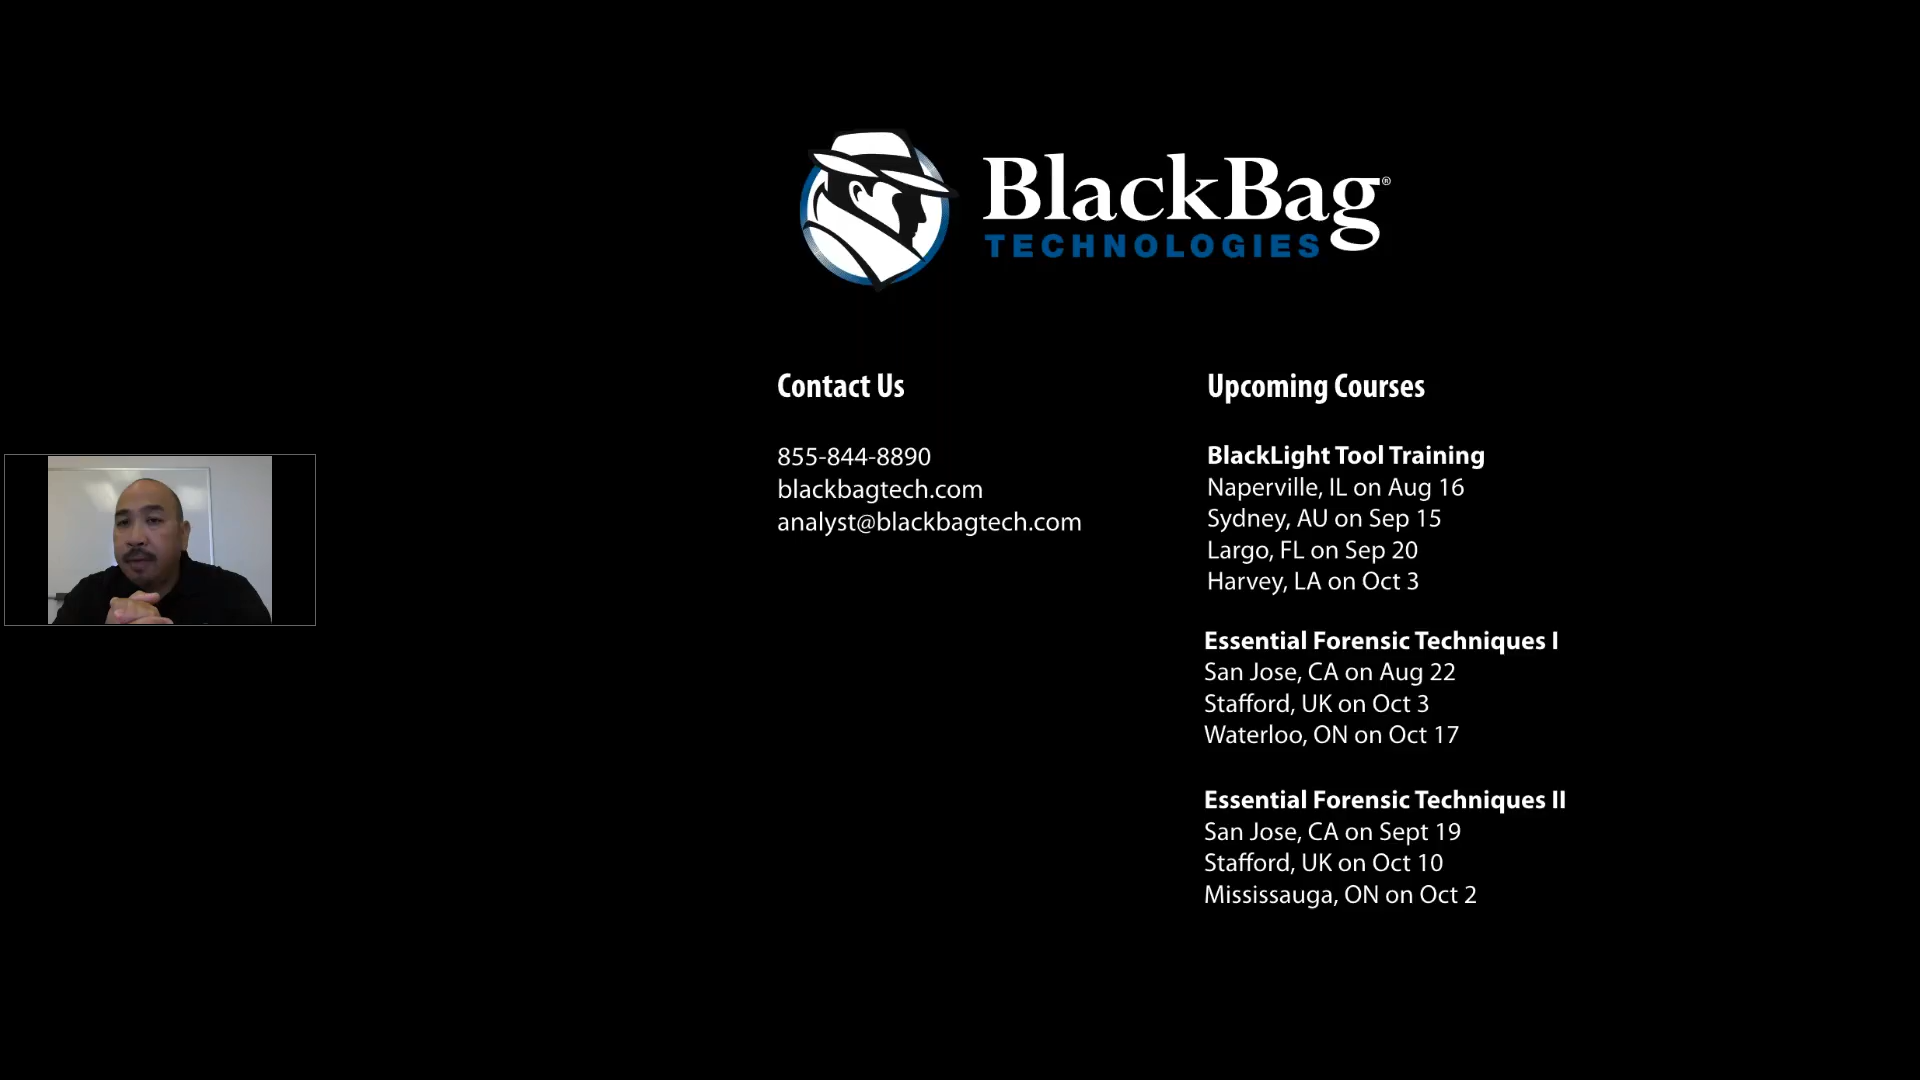 BlackBag®
TECHNOLOGIES
Contact Us
855-844-8890
blackbagtech.com
analyst@blackbagtech.com
Upcoming Courses
BlackLight Tool Training
Naperville, IL on Aug 16
Sydney, AU on Sep 15
Largo, FL on Sep 20
Harvey, LA on Oct 3
Essential Forensic Techniques I
San Jose, CA on Aug 22
Stafford, UK on Oct 3
Waterloo, ON on Oct 17
Essential Forensic Techniques II
San Jose, CA on Sept 19
Stafford, UK on Oct 10
Mississauga, ON on Oct 2